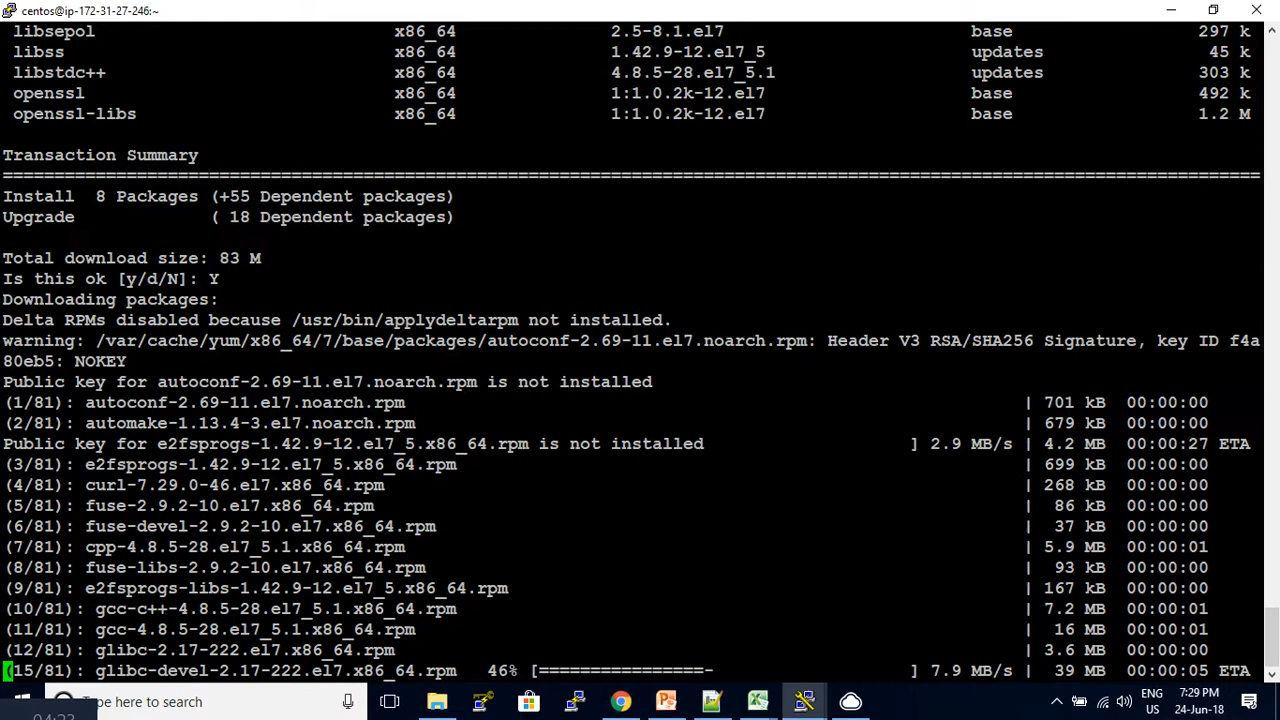 centos@ip-172-31-27-246:~
libsepol x86_64 2.5-8.1.el7 base 297 k
libss x86_64 1.42.9-12.el7_5 updates 45 k
libstdc++ x86_64 4.8.5-28.el7_5.1 updates 303 k
openssl x86_64 1:1.0.2k-12.el7 base 492 k
openssl-libs x86_64 1:1.0.2k-12.el7 base 1.2 M
Transaction Summary
================================================================================
Install 8 Packages (+55 Dependent packages)
Upgrade ( 18 Dependent packages)
Total download size: 83 M
Is this ok [y/d/N]: Y
Downloading packages:
Delta RPMs disabled because /usr/bin/applydeltarpm not installed.
warning: /var/cache/yum/x86_64/7/base/packages/autoconf-2.69-11.el7.noarch.rpm: Header V3 RSA/SHA256 Signature, key ID f4a
80eb5: NOKEY
Public key for autoconf-2.69-11.el7.noarch.rpm is not installed
(1/81): autoconf-2.69-11.el7.noarch.rpm | 701 kB 00:00:00
(2/81): automake-1.13.4-3.el7.noarch.rpm | 679 kB 00:00:00
Public key for e2fsprogs-1.42.9-12.el7_5.x86_64.rpm is not installed ] 2.9 MB/s | 4.2 MB 00:00:27 ETA
(3/81): e2fsprogs-1.42.9-12.el7_5.x86_64.rpm | 699 kB 00:00:00
(4/81): curl-7.29.0-46.el7.x86_64.rpm | 268 kB 00:00:00
(5/81): fuse-2.9.2-10.el7.x86_64.rpm | 86 kB 00:00:00
(6/81): fuse-devel-2.9.2-10.el7.x86_64.rpm | 37 kB 00:00:00
(7/81): cpp-4.8.5-28.el7_5.1.x86_64.rpm | 5.9 MB 00:00:01
(8/81): fuse-libs-2.9.2-10.el7.x86_64.rpm | 93 kB 00:00:00
(9/81): e2fsprogs-libs-1.42.9-12.el7_5.x86_64.rpm | 167 kB 00:00:00
(10/81): gcc-c++-4.8.5-28.el7_5.1.x86_64.rpm | 7.2 MB 00:00:01
(11/81): gcc-4.8.5-28.el7_5.1.x86_64.rpm | 16 MB 00:00:01
(12/81): glibc-2.17-222.el7.x86_64.rpm | 3.6 MB 00:00:00
(15/81): glibc-devel-2.17-222.el7.x86_64.rpm 46% [================- ] 7.9 MB/s | 39 MB 00:00:05 ETA
Type here to search
ENG
US
7:29 PM
24-Jun-18